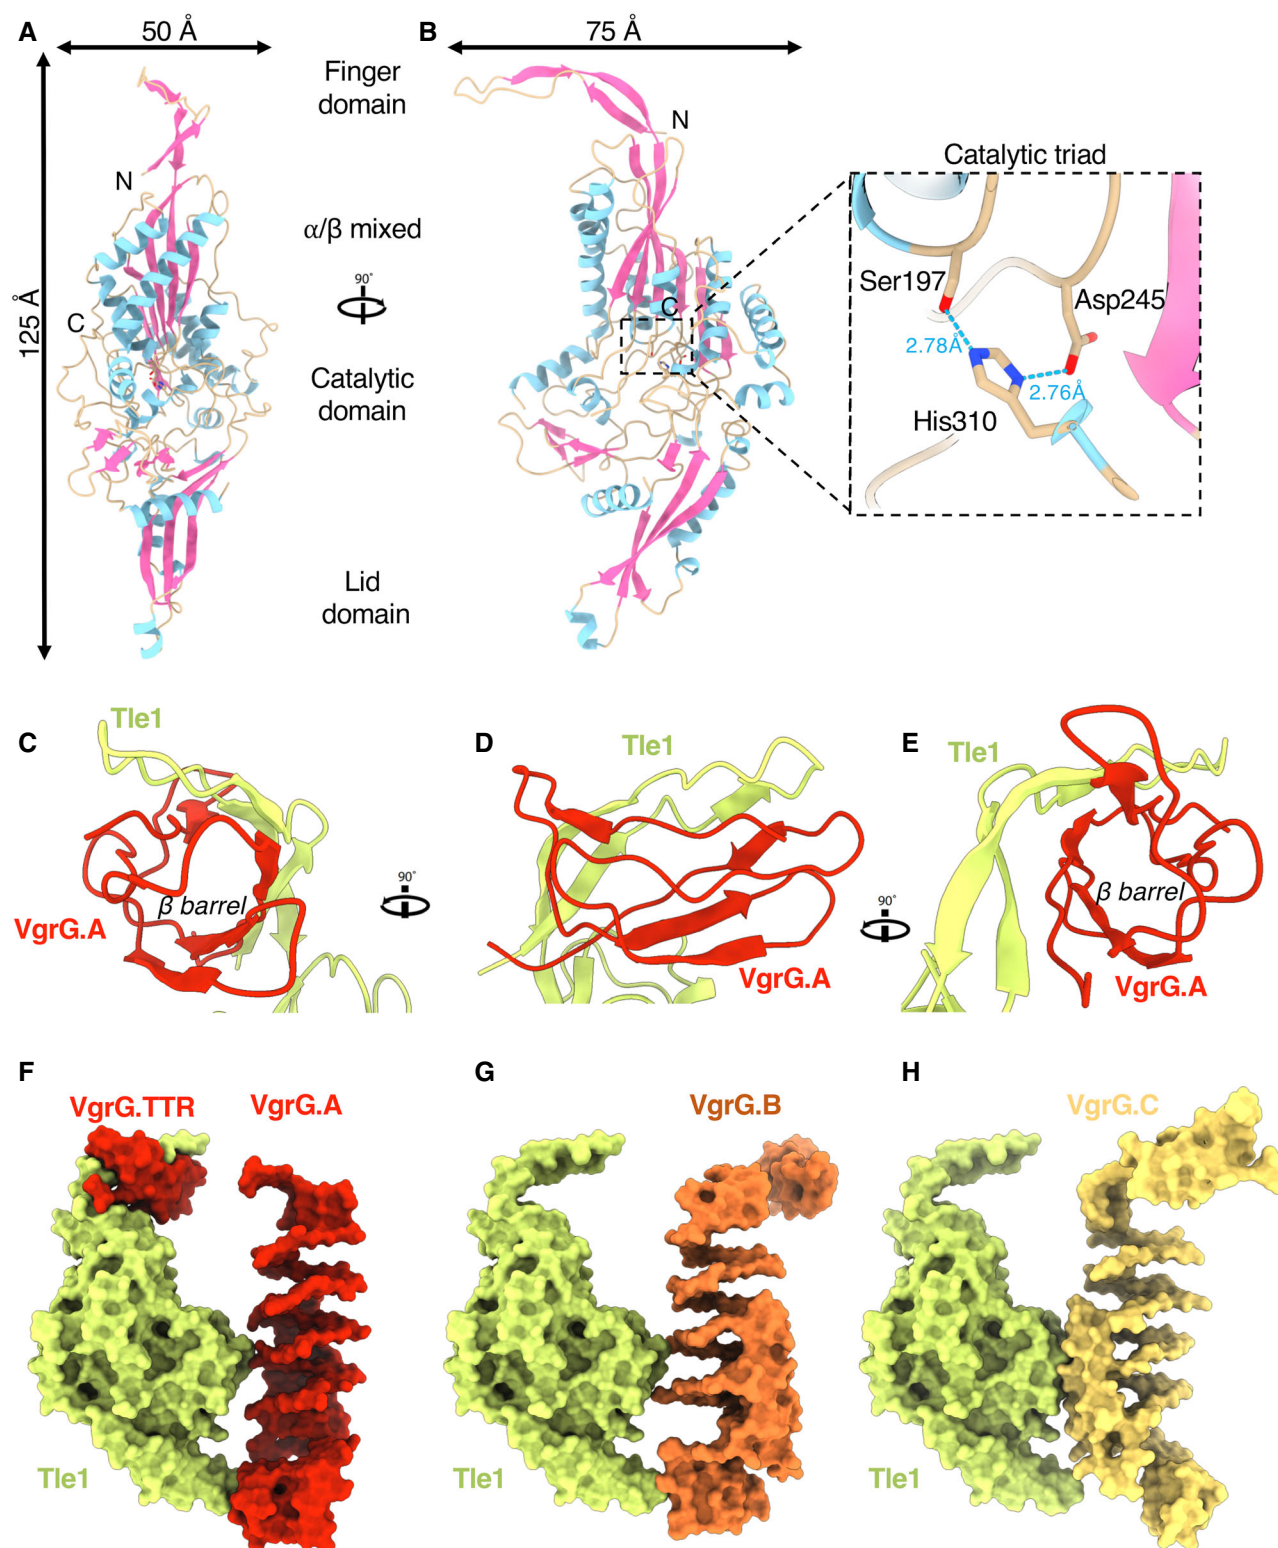 A
50 Å
B
75 Å
125 Å
Finger
domain
N
N
α/β mixed
90°
C
C
Catalytic
domain
Lid
domain
Catalytic triad
Ser197
Asp245
2.78Å
2.76Å
His310
C
Tle1
β barrel
VgrG.A
90°
D
Tle1
VgrG.A
90°
E
Tle1
β barrel
VgrG.A
F
VgrG.TTR
VgrG.A
Tle1
G
VgrG.B
Tle1
H
VgrG.C
Tle1